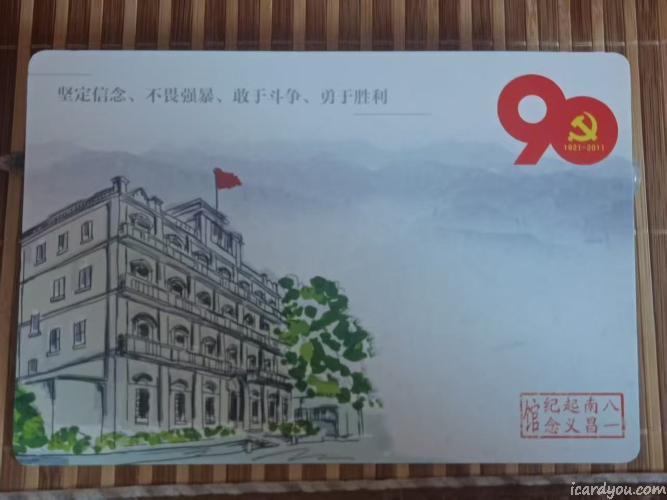 坚定信念、不畏强暴、敢于斗争、勇于胜利
90
1921-2011
八一南昌起义纪念馆
icardyou.com